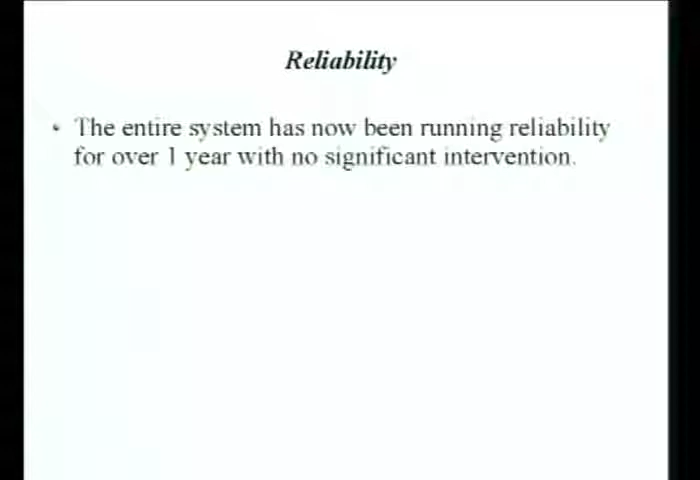 Reliability
• The entire system has now been running reliability
for over 1 year with no significant intervention.